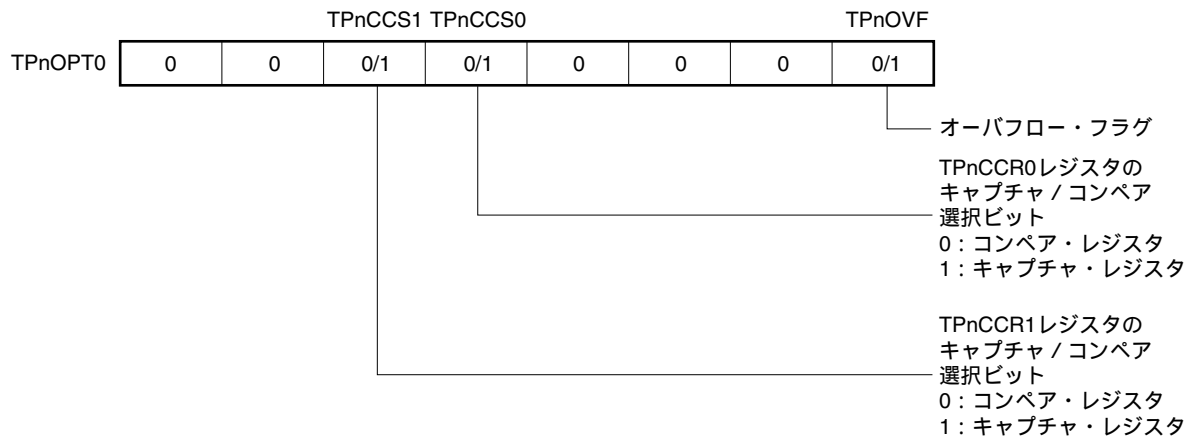 TPnCCS1 TPnCCS0 TPnOVF
TPnOPT0 0 0 0/1 0/1 0 0 0 0/1
オーバフロー・フラグ
TPnCCR0レジスタの
キャプチャ／コンペア
選択ビット
0：コンペア・レジスタ
1：キャプチャ・レジスタ
TPnCCR1レジスタの
キャプチャ／コンペア
選択ビット
0：コンペア・レジスタ
1：キャプチャ・レジスタ